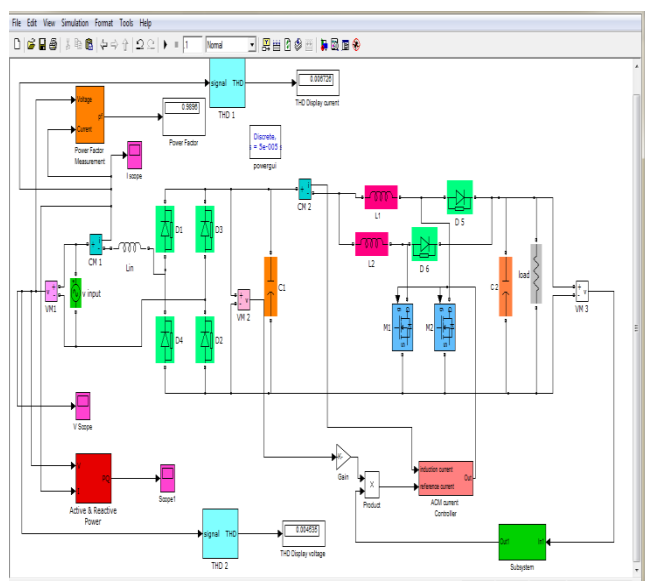 File Edit View Simulation Format Tools Help
1 Normal
signal THD
THD 1
0.006726
THD Display current
Voltage
Current
pf
Power Factor
Measurement
0.9896
Power Factor
Discrete,
s = 5e-005 s
powergui
I scope
CM 1
Lin
VM1
v input
D1
D3
D4
D2
VM 2
C1
CM 2
L1
L2
D 5
D 6
M1
M2
C 2
load
VM 3
V Scope
V
I
PQ
Active & Reactive
Power
Scope1
K-
Gain
x
Product
induction current
reference current
Out
ACM current
Controller
Out1 In1
Subsystem
signal THD
THD 2
0.004636
THD Display voltage